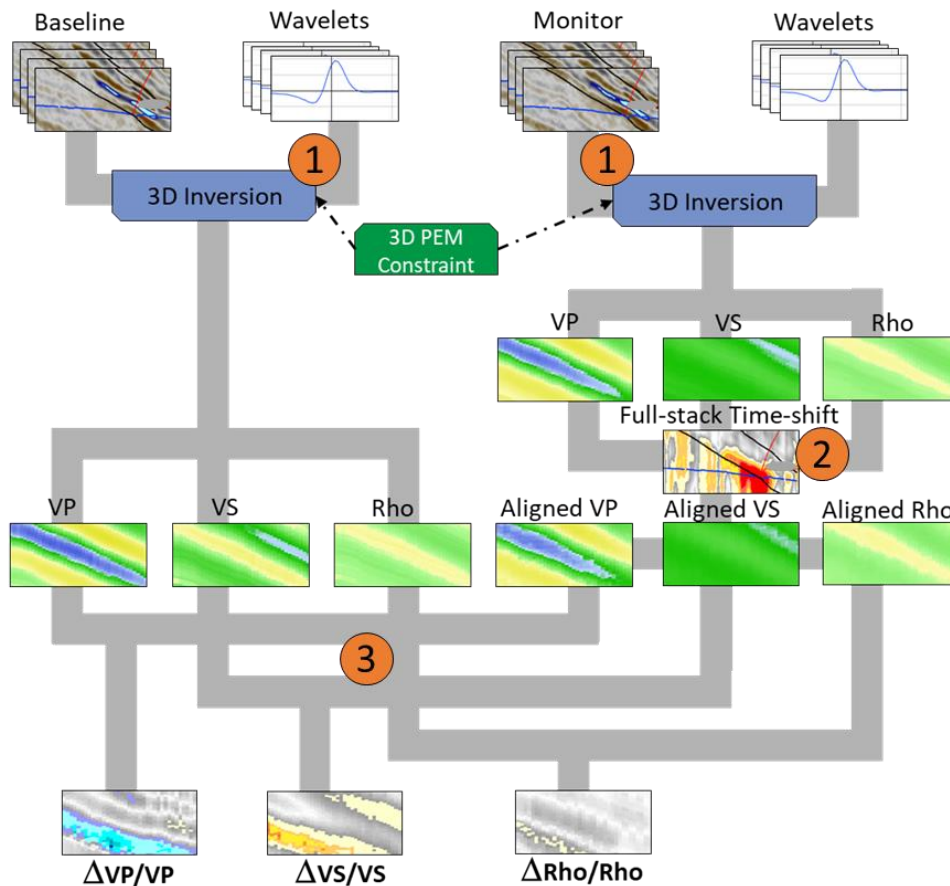 Baseline
Wavelets
Monitor
Wavelets
1
1
3D Inversion
3D Inversion
3D PEM
Constraint
VP
VS
Rho
Full-stack Time-shift
2
VP
VS
Rho
Aligned VP
Aligned VS
Aligned Rho
3
ΔVP/VP
ΔVS/VS
ΔRho/Rho